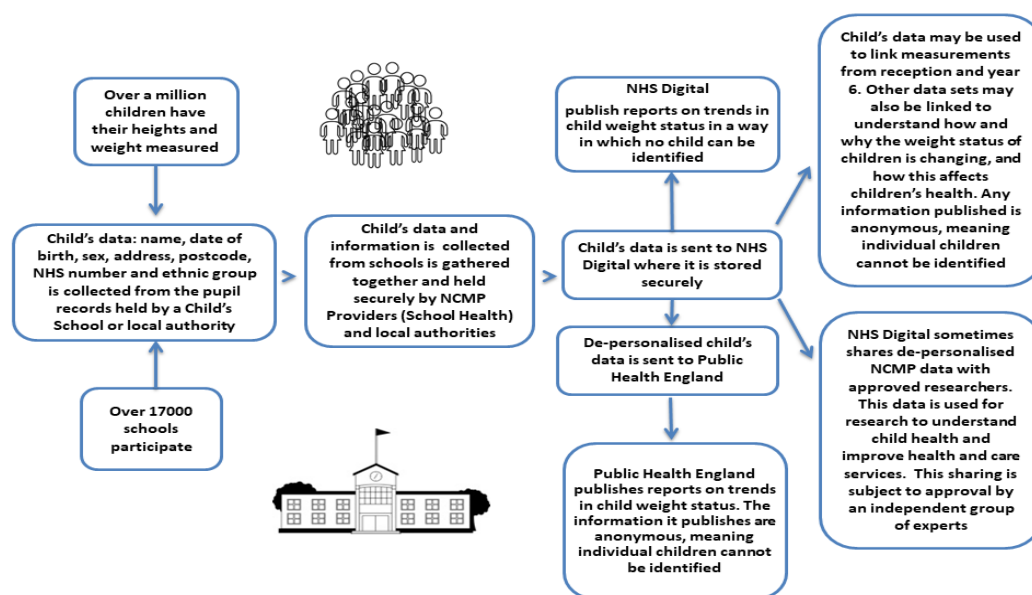 Over a million
children have
their heights and
weight measured
Child's data: name, date of
birth, sex, address, postcode,
NHS number and ethnic group
is collected from the pupil
records held by a Child's
School or local authority
Over 17000
schools
participate
Child's data and
information is collected
from schools is gathered
together and held
securely by NCMP
Providers (School Health)
and local authorities
NHS Digital
publish reports on trends in
child weight status in a way
in which no child can be
identified
Child's data is sent to NHS
Digital where it is stored
securely
De-personalised child's
data is sent to Public
Health England
Public Health England
publishes reports on trends
in child weight status. The
information it publishes are
anonymous, meaning
individual children cannot
be identified
Child's data may be used
to link measurements
from reception and year
6. Other data sets may
also be linked to
understand how and
why the weight status of
children is changing, and
how this affects
children's health. Any
information published is
anonymous, meaning
individual children
cannot be identified
NHS Digital sometimes
shares de-personalised
NCMP data with
approved researchers.
This data is used for
research to understand
child health and
improve health and care
services. This sharing is
subject to approval by
an independent group
of experts